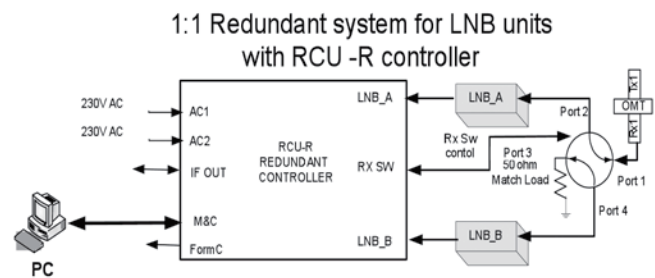 1:1 Redundant system for LNB units
with RCU -R controller
230V AC
AC1
230V AC
AC2
IF OUT
M&C
FormC
PC
RCU-R
REDUNDANT
CONTROLLER
LNB_A
RX SW
LNB_B
LNB_A
LNB_B
Rx Sw
contol
Port 2
Port 3
50 ohm
Match Load
Port 1
Port 4
Tx1
OMT
Rx1